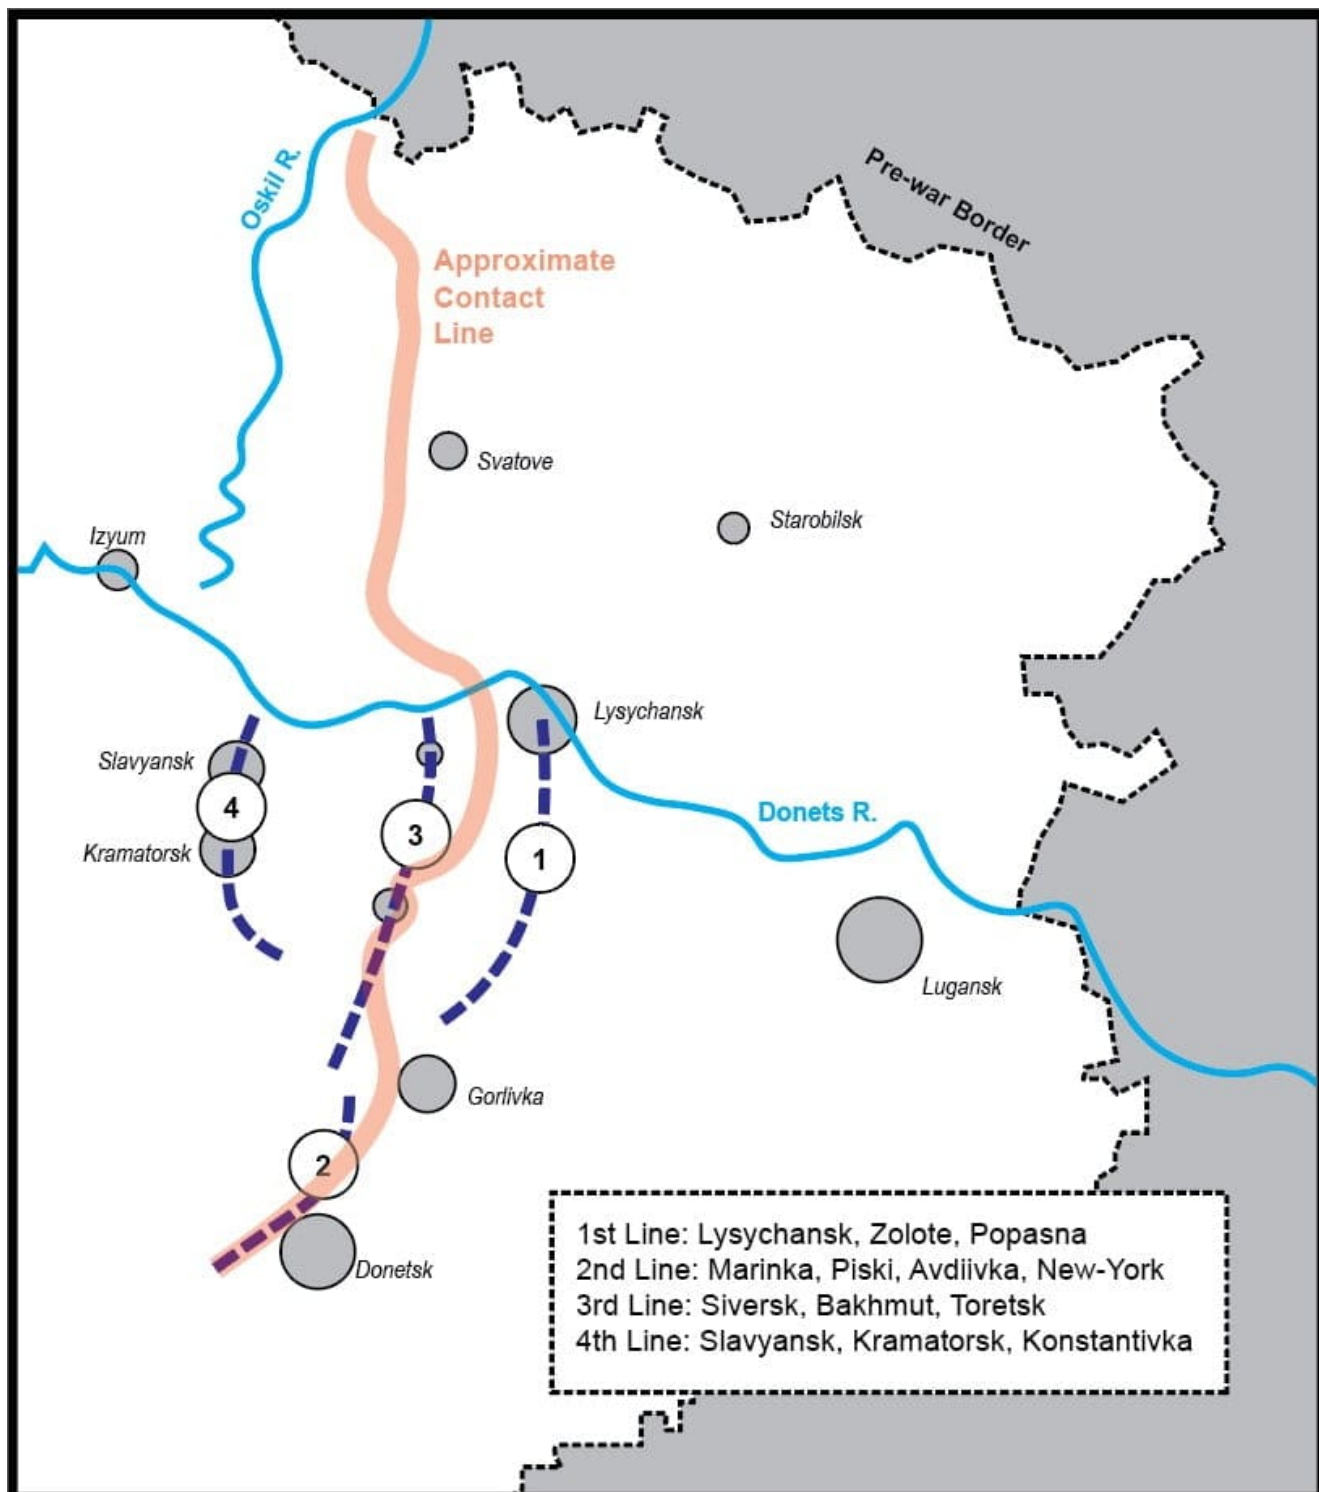 Oskil R.
Pre-war Border
Approximate
Contact
Line
Svatove
Starobilsk
Izyum
Lysychansk
Slavyansk
4
Kramatorsk
3
1
Donets R.
Lugansk
Gorlivka
2
Donetsk
1st Line: Lysychansk, Zolote, Popasna
2nd Line: Marinka, Piski, Avdiivka, New-York
3rd Line: Siversk, Bakhmut, Toretsk
4th Line: Slavyansk, Kramatorsk, Konstantivka